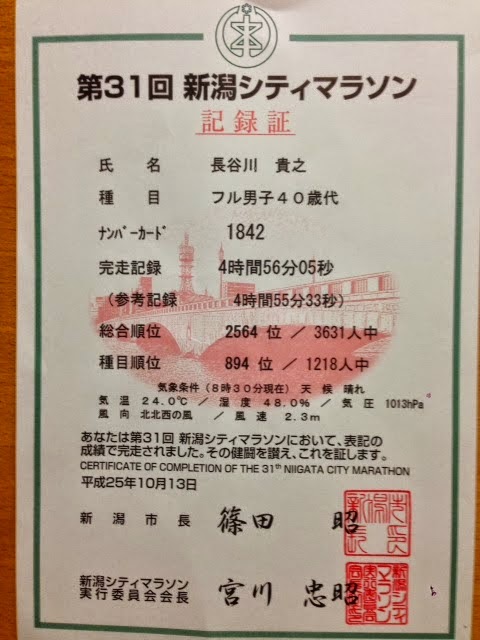 第31回 新潟シティマラソン
記録証
氏 名 長谷川 貴之
種 目 フル男子40歳代
ナンバーカード 1842
完走記録 4時間56分05秒
(参考記録 4時間55分33秒)
総合順位 2564 位 / 3631人中
種目順位 894 位 / 1218人中
気象条件(8時30分現在) 天 候 晴れ
気 温 24.0℃ / 湿 度 48.0% / 気 圧 1013hPa
風 向 北北西の風 / 風 速 2.3m
あなたは第31回 新潟シティマラソンにおいて、表記の
成績で完走されました。その健闘を讃え、これを証します。
CERTIFICATE OF COMPLETION OF THE 31th NIIGATA CITY MARATHON
平成25年10月13日
新 潟 市 長 篠田 昭
新潟シティマラソン
実行委員会会長 宮川 忠昭